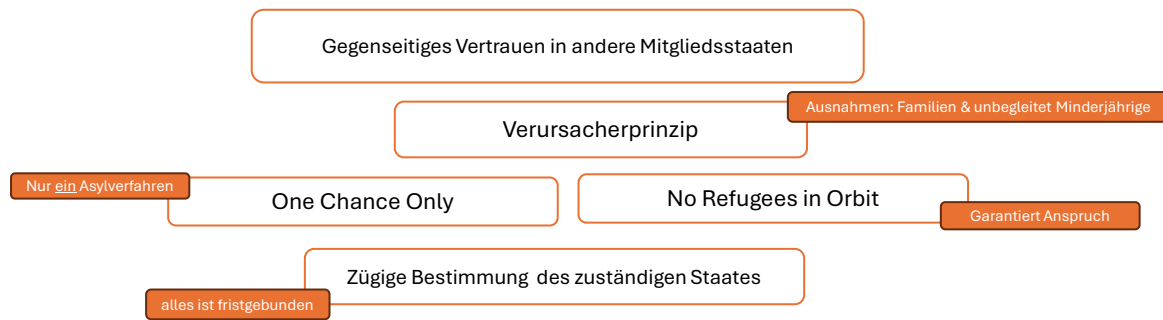 Gegenseitiges Vertrauen in andere Mitgliedsstaaten
Ausnahmen: Familien & unbegleitet Minderjährige
Verursacherprinzip
Nur ein Asylverfahren
One Chance Only
No Refugees in Orbit
Garantiert Anspruch
Zügige Bestimmung des zuständigen Staates
alles ist fristgebunden